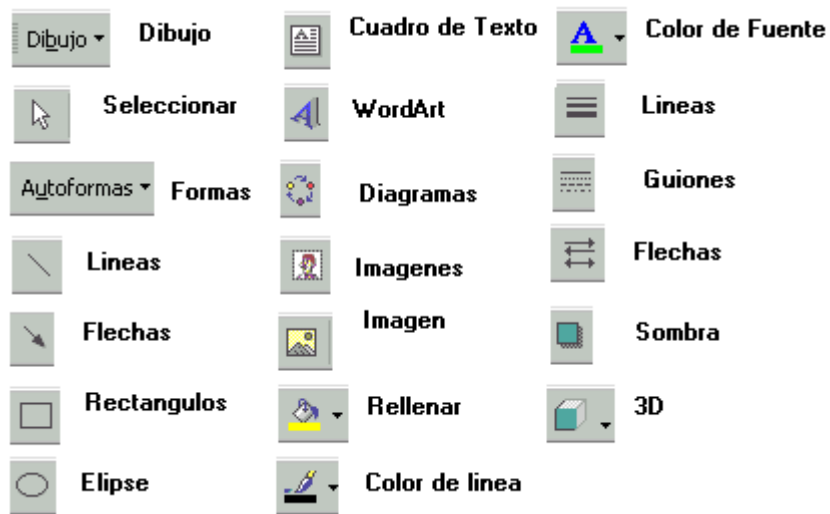 Dibujo Dibujo
Cuadro de Texto
A Color de Fuente
Seleccionar
WordArt
Lineas
Autoformas Formas
Diagramas
Guiones
Lineas
Imagenes
Flechas
Flechas
Imagen
Sombra
Rectangulos
Rellenar
3D
Elipse
Color de linea